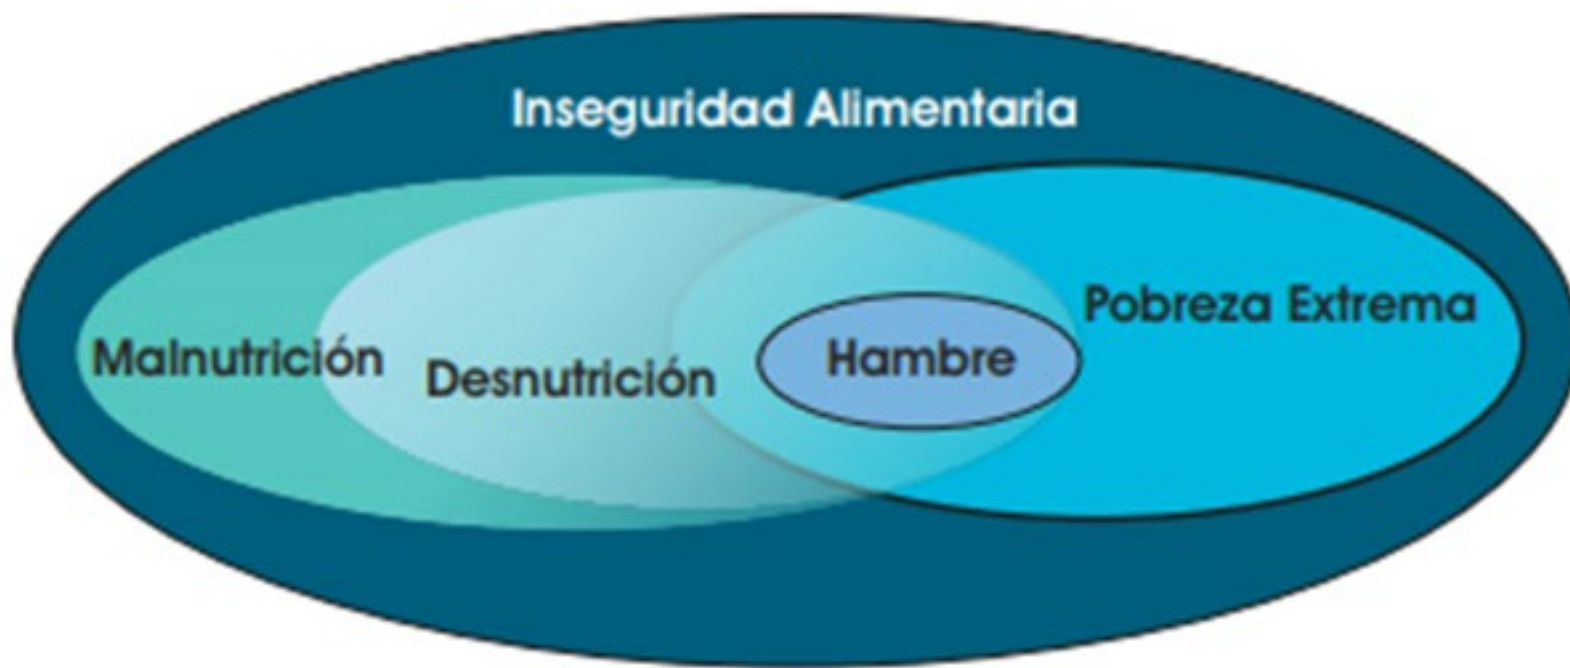 Inseguridad Alimentaria
Malnutrición
Desnutrición
Hambre
Pobreza Extrema